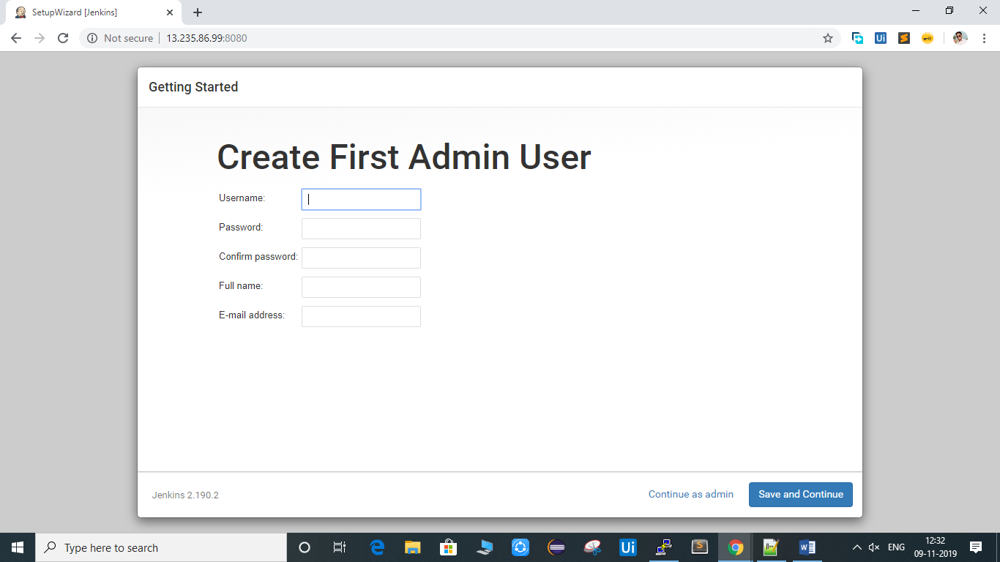 SetupWizard [Jenkins]
Not secure 13.235.86.99:8080
Ui
Getting Started
Create First Admin User
Username:
Password:
Confirm password:
Full name:
E-mail address:
Jenkins 2.190.2
Continue as admin
Save and Continue
Type here to search
Ui
S
W
ENG
12:32
09-11-2019